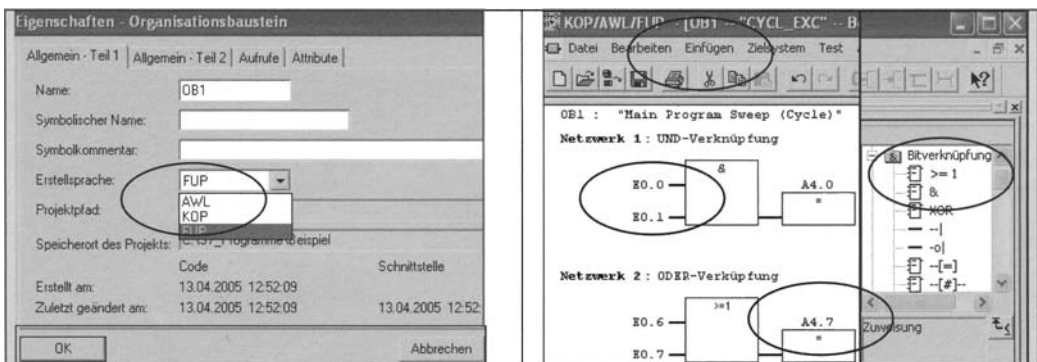 Eigenschaften - Organisationsbaustein
Allgemein - Teil 1 Allgemein - Teil 2 Aufrufe Attribute
Name: OB1
Symbolischer Name:
Symbolkommentar:
Erstellsprache: FUP
AWL
KOP
FUP
Projektpfad:
Speicherort des Projekts: C:\S7_Programme\Beispiel
Code Schnittstelle
Erstellt am: 13.04.2005 12:52:09
Zuletzt geändert am: 13.04.2005 12:52:09 13.04.2005 12:52:
OK Abbrechen
KOP/AWL/FUP - [OB1 -- "CYCL_EXC" -- B
Datei Bearbeiten Einfügen Zielsystem Test
OB1 : "Main Program Sweep (Cycle)"
Netzwerk 1 : UND-Verknüpfung
&
E0.0
E0.1
A4.0
=
Netzwerk 2 : ODER-Verküpfung
>=1
E0.6
E0.7
A4.7
=
Bitverknüpfung
>= 1
&
XOR
--|
-o|
--[=]
--[#]--
Zuweisung